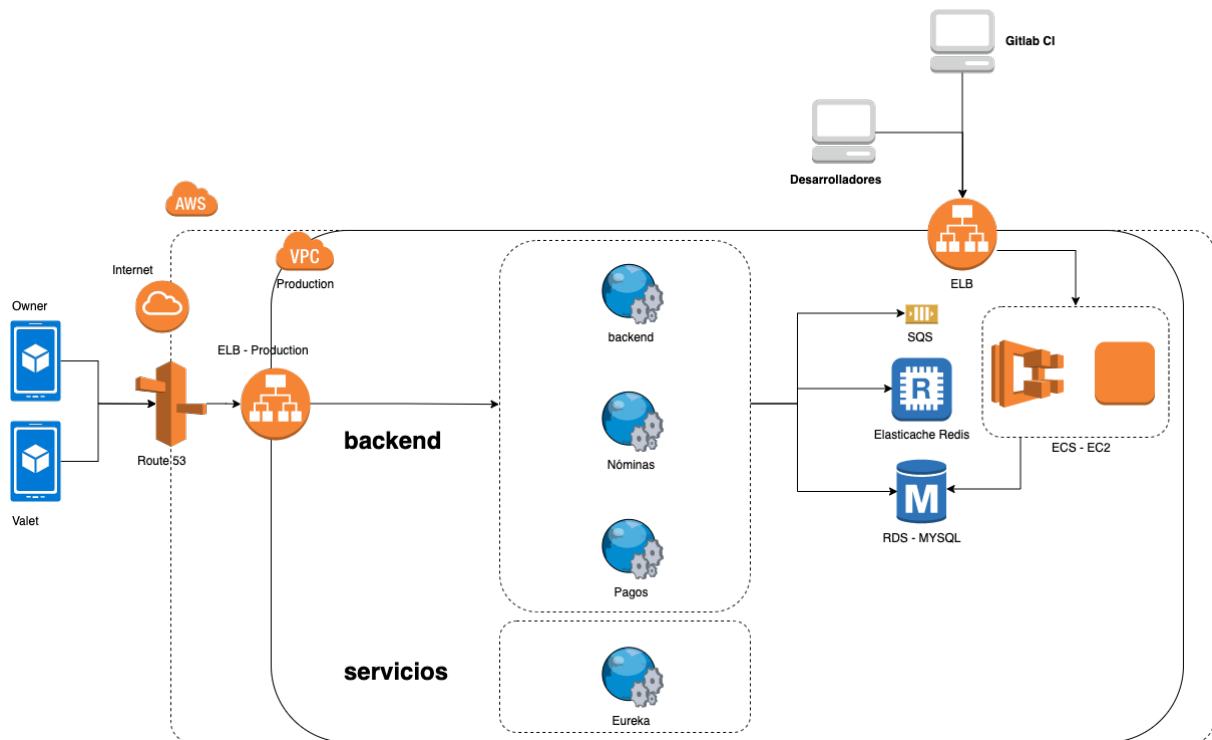 Gitlab CI
Desarrolladores
AWS
VPC
Production
Internet
Owner
ELB - Production
Route 53
Valet
backend
servicios
backend
Nóminas
Pagos
Eureka
ELB
SQS
R
Elasticache Redis
ECS - EC2
M
RDS - MYSQL